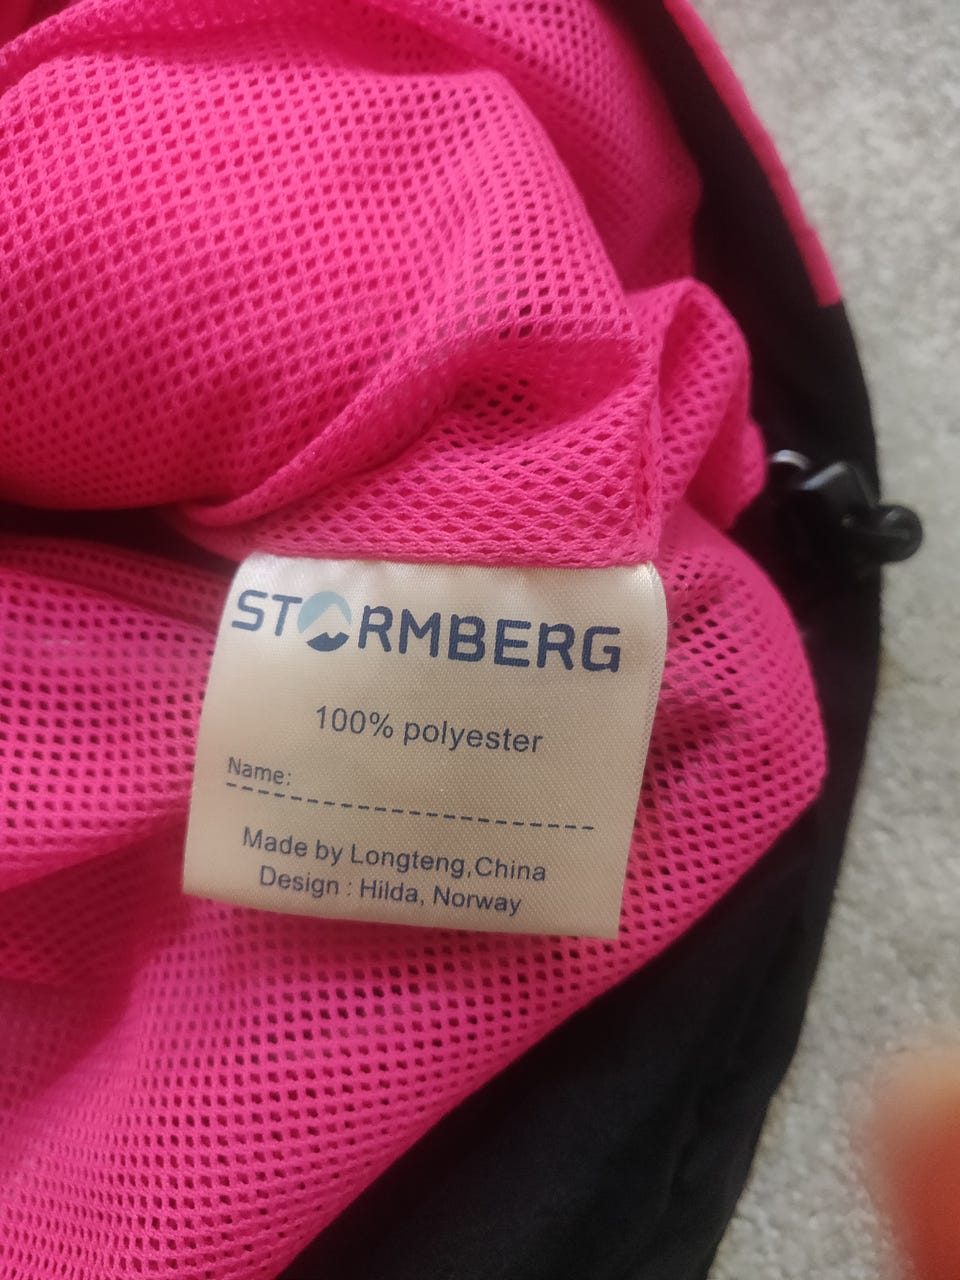 STORMBERG
100% polyester
Name:
Made by Longteng,China
Design : Hilda, Norway